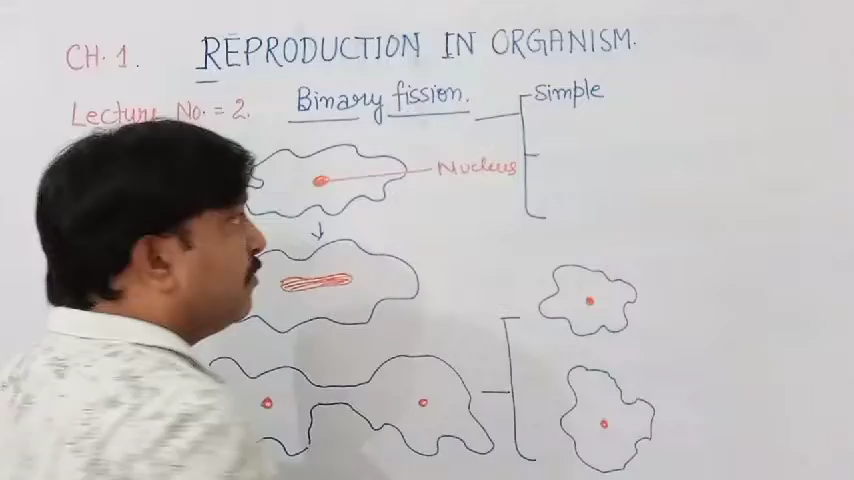 CH. 1. REPRODUCTION IN ORGANISM.
Lecture No. = 2. Binary fission. Simple
Nucleus